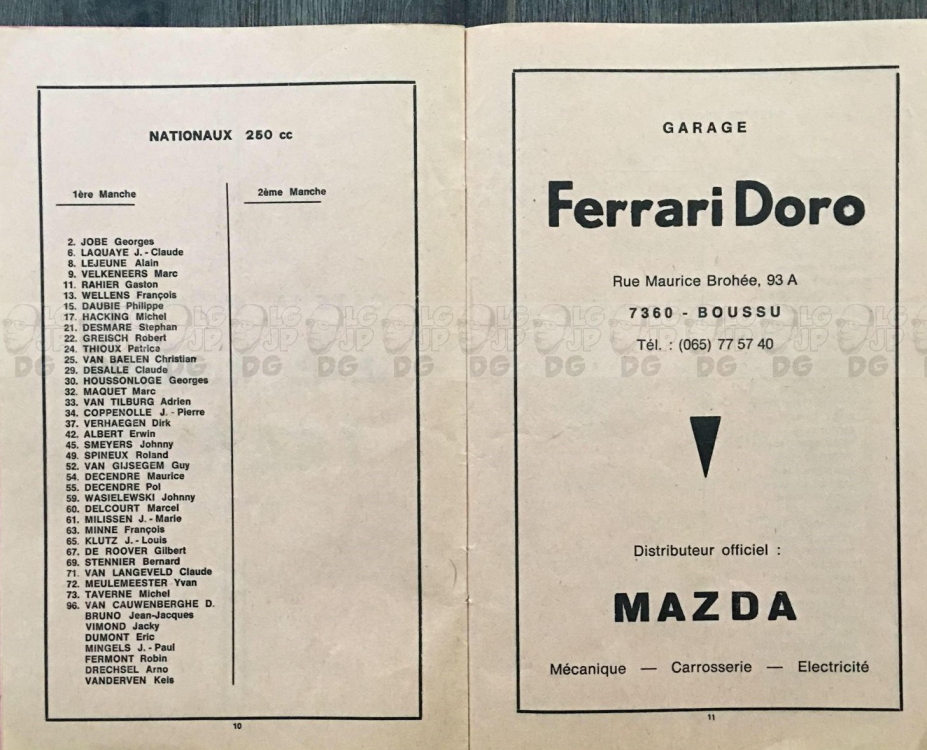 NATIONAUX 250 cc
1ère Manche
2ème Manche
2. JOBE Georges
6. LAQUAYE J. - Claude
8. LEJEUNE Alain
9. VELKENEERS Marc
11. RAHIER Gaston
13. WELLENS François
15. DAUBIE Philippe
17. HACKING Michel
21. DESMARE Stephan
22. GREISCH Robert
24. THIOUX Patrice
25. VAN BAELEN Christian
29. DESALLE Claude
30. HOUSSONLOGE Georges
32. MAQUET Marc
33. VAN TILBURG Adrien
34. COPPENOLLE J. - Pierre
37. VERHAEGEN Dirk
42. ALBERT Erwin
45. SMEYERS Johnny
49. SPINEUX Roland
52. VAN GIJSEGEM Guy
54. DECENDRE Maurice
55. DECENDRE Pol
59. WASIELEWSKI Johnny
60. DELCOURT Marcel
61. MILISSEN J. - Marie
63. MINNE François
65. KLUTZ J. - Louis
67. DE ROOVER Gilbert
69. STENNIER Bernard
71. VAN LANGEVELD Claude
72. MEULEMEESTER Yvan
73. TAVERNE Michel
96. VAN CAUWENBERGHE D.
BRUNO Jean-Jacques
VIMOND Jacky
DUMONT Eric
MINGELS J. - Paul
FERMONT Robin
DRECHSEL Arno
VANDERVEN Kels
10
GARAGE
Ferrari Doro
Rue Maurice Brohée, 93 A
7360 - BOUSSU
Tél. : (065) 77 57 40
Distributeur officiel :
MAZDA
Mécanique — Carrosserie — Electricité
11
LG JP DG